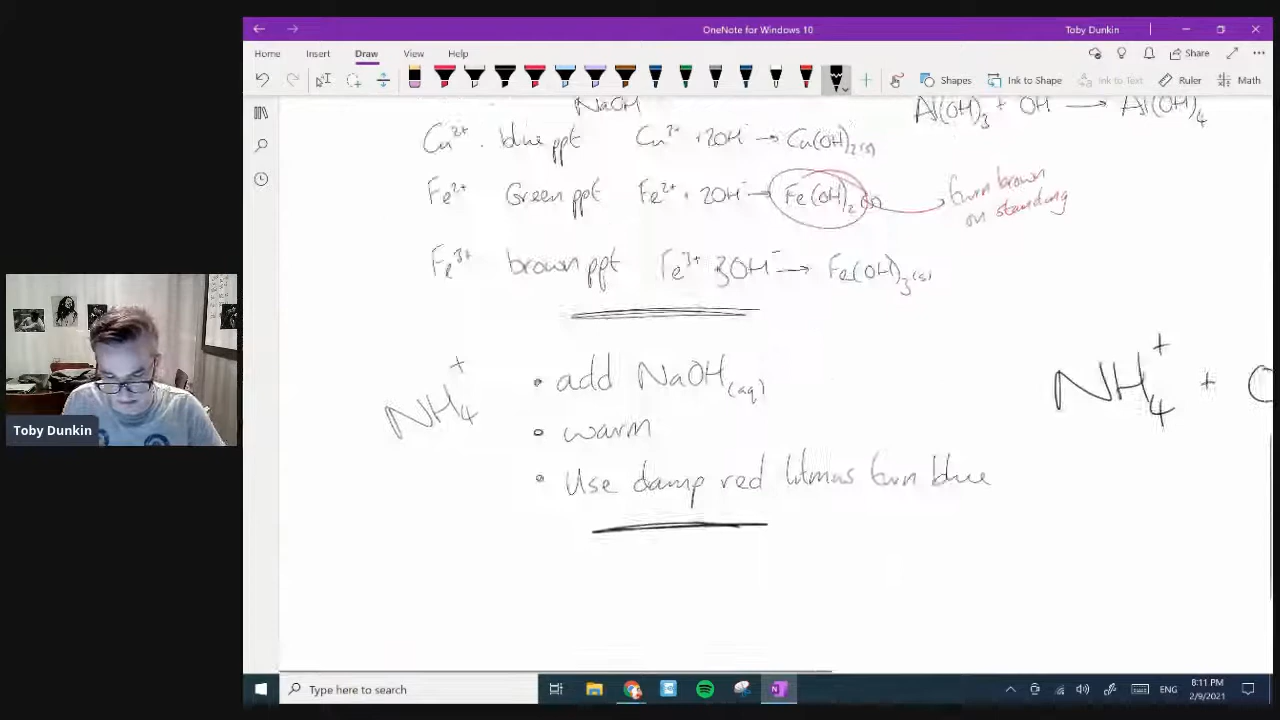 OneNote for Windows 10
Toby Dunkin
Home Insert Draw View Help
Share
Shapes
Ink to Shape
Ink to Text
Ruler
Math
NaOH
Al(OH)3 + OH → Al(OH)4
Cu2+ . blue ppt Cu2+ + 2OH- → Cu(OH)2(s)
Fe2+ Green ppt Fe2+ + 2OH- → Fe(OH)2(s)
turn brown
on standing
Fe3+ brown ppt Fe3+ 3OH- → Fe(OH)3(s)
NH4+
• add NaOH(aq)
• warm
• Use damp red litmus turn blue
NH4+ +
Toby Dunkin
Type here to search
ENG
8:11 PM
2/9/2021